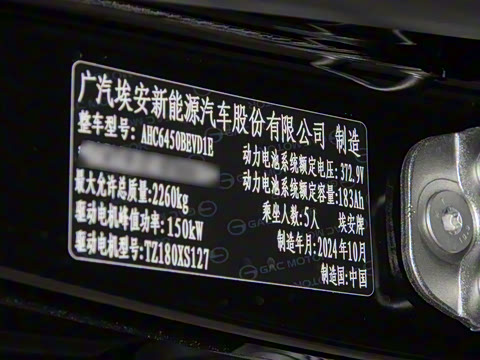 广汽埃安新能源汽车股份有限公司 制造
整车型号: AHC6450BEVD1E
动力电池系统额定电压: 372.9V
动力电池系统额定容量: 183Ah
最大允许总质量: 2260kg
乘坐人数: 5人 埃安牌
驱动电机峰值功率: 150kW
制造年月: 2024年10月
驱动电机型号: TZ180XS127
制造国: 中国
GAC MOTOR